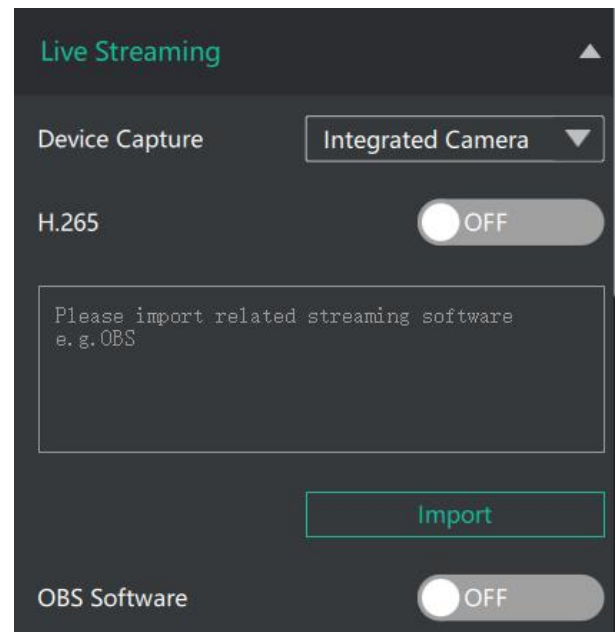 Live Streaming
Device Capture
Integrated Camera
H.265
OFF
Please import related streaming software
e.g.OBS
Import
OBS Software
OFF